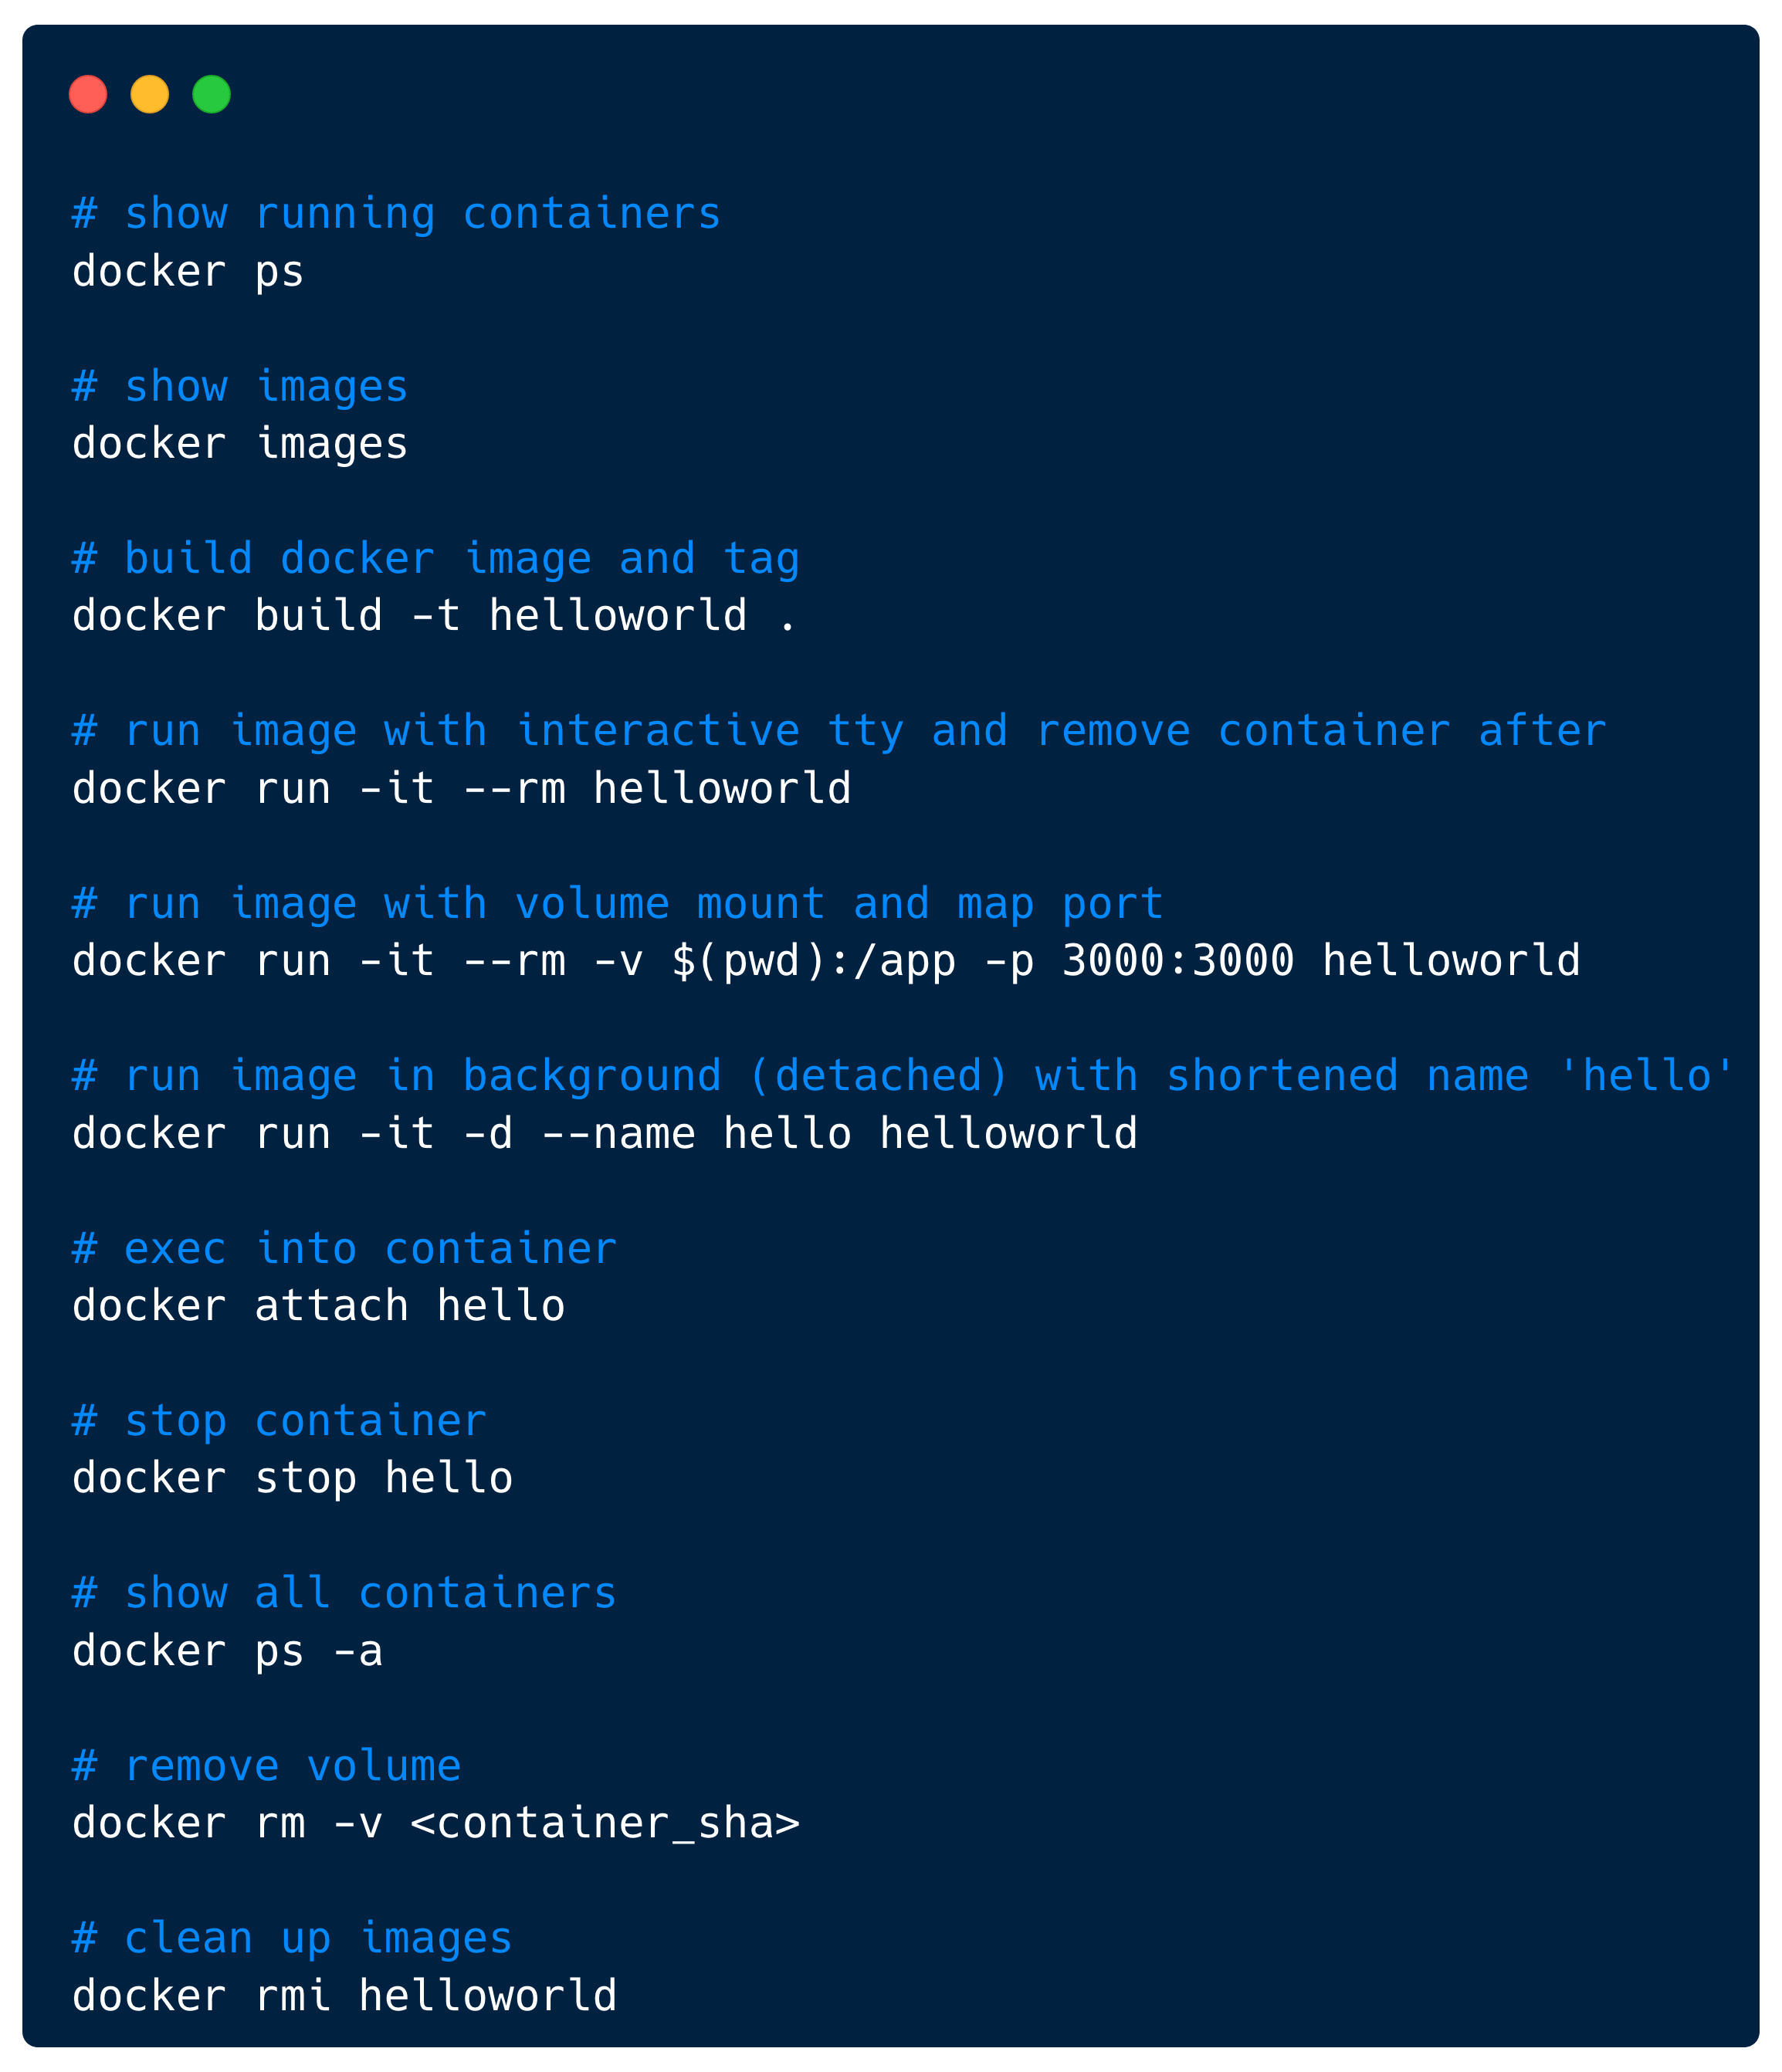 # show running containers
docker ps
# show images
docker images
# build docker image and tag
docker build -t helloworld .
# run image with interactive tty and remove container after
docker run -it --rm helloworld
# run image with volume mount and map port
docker run -it --rm -v $(pwd):/app -p 3000:3000 helloworld
# run image in background (detached) with shortened name 'hello'
docker run -it -d --name hello helloworld
# exec into container
docker attach hello
# stop container
docker stop hello
# show all containers
docker ps -a
# remove volume
docker rm -v <container_sha>
# clean up images
docker rmi helloworld